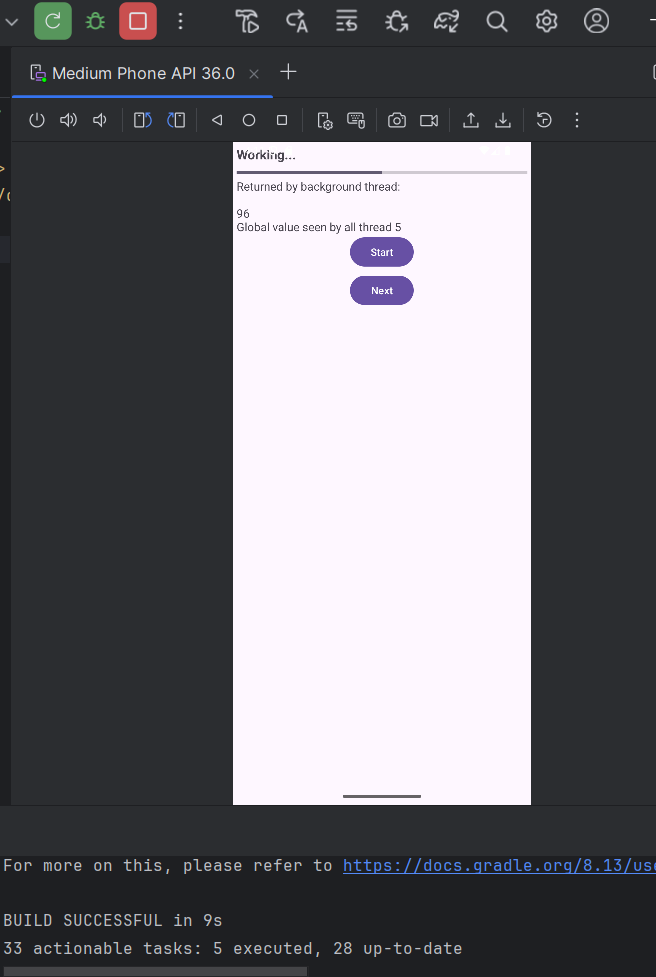 Medium Phone API 36.0
Working...
Returned by background thread:
96
Global value seen by all thread 5
Start
Next
For more on this, please refer to https://docs.gradle.org/8.13/use
BUILD SUCCESSFUL in 9s
33 actionable tasks: 5 executed, 28 up-to-date